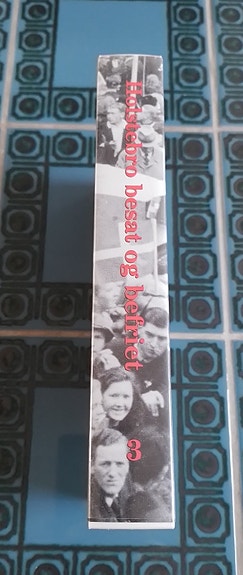 Holstebro besat og befriet 3